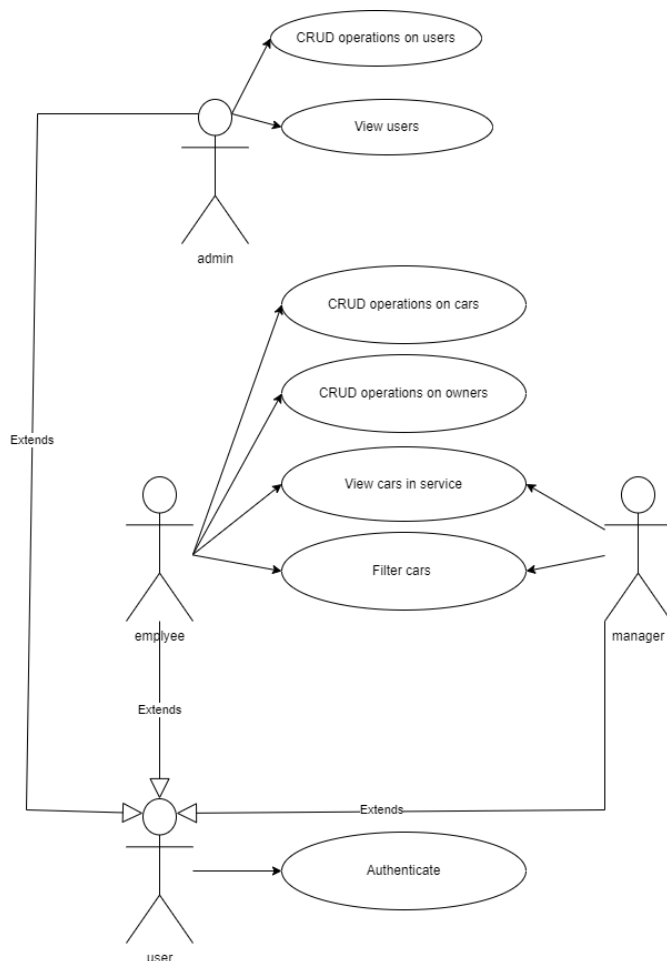 CRUD operations on users
View users
admin
CRUD operations on cars
CRUD operations on owners
Extends
View cars in service
Filter cars
emplyee
manager
Extends
Extends
Authenticate
user